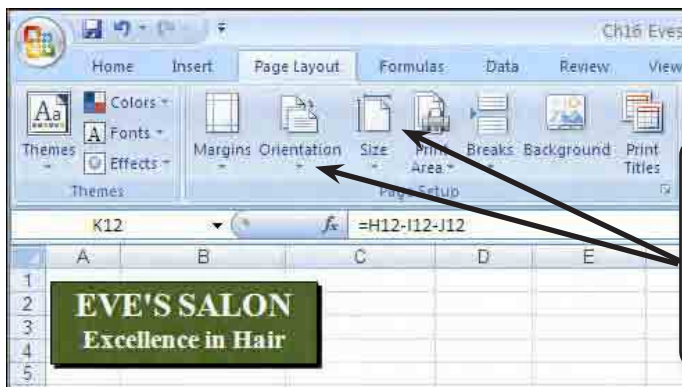 Ch16 Eves
Home Insert Page Layout Formulas Data Review View
Aa Colors
A Fonts
Effects
Themes Margins Orientation Size Print Area Breaks Background Print Titles
Themes Page Setup
K12 fx =H12-I12-J12
A B C D E
1
2
3
4
5
EVE'S SALON
Excellence in Hair